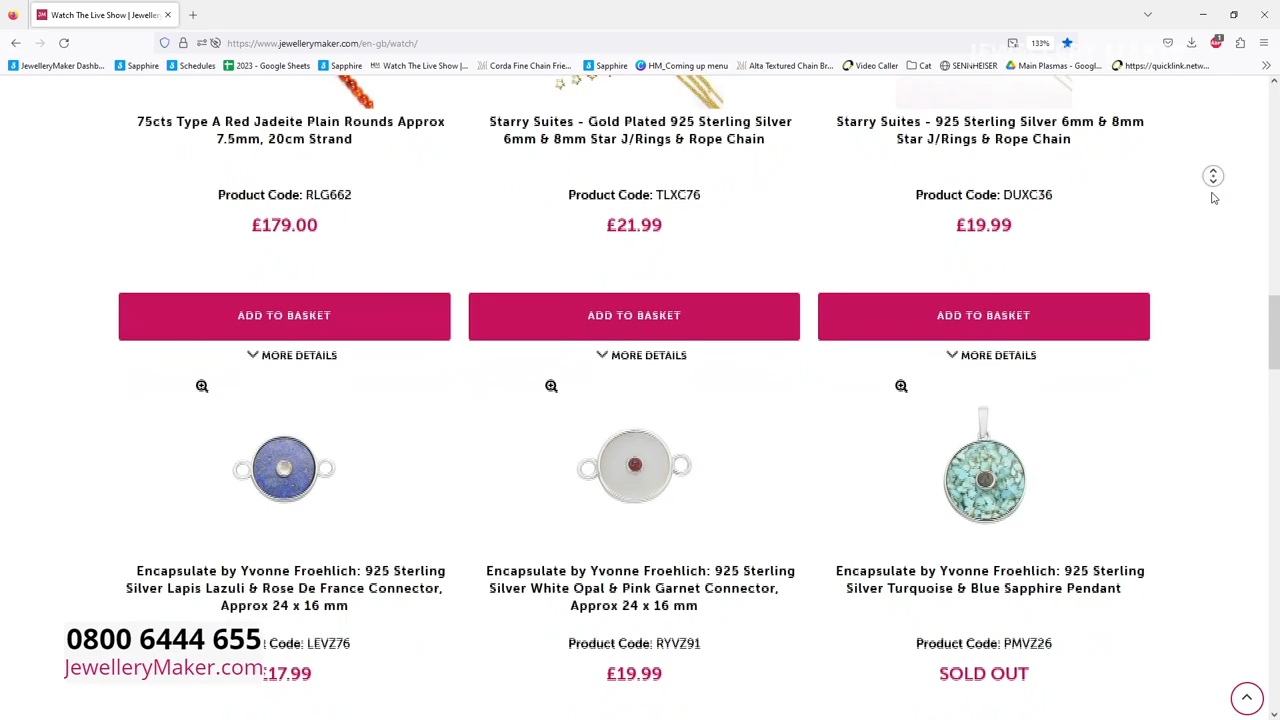 Watch The Live Show | Jeweller
https://www.jewellerymaker.com/en-gb/watch/
133%
JewelleryMaker Dashb...
Sapphire
Schedules
2023 - Google Sheets
Sapphire
Watch The Live Show |...
Corda Fine Chain Frie...
Sapphire
HM_Coming up menu
Alta Textured Chain Br...
Video Caller
Cat
SENNHEISER
Main Plasmas - Googl...
https://quicklink.netw...
75cts Type A Red Jadeite Plain Rounds Approx
7.5mm, 20cm Strand
Product Code: RLG662
£179.00
ADD TO BASKET
MORE DETAILS
Starry Suites - Gold Plated 925 Sterling Silver
6mm & 8mm Star J/Rings & Rope Chain
Product Code: TLXC76
£21.99
ADD TO BASKET
MORE DETAILS
Starry Suites - 925 Sterling Silver 6mm & 8mm
Star J/Rings & Rope Chain
Product Code: DUXC36
£19.99
ADD TO BASKET
MORE DETAILS
Encapsulate by Yvonne Froehlich: 925 Sterling
Silver Lapis Lazuli & Rose De France Connector,
Approx 24 x 16 mm
Code: LEVZ76
17.99
Encapsulate by Yvonne Froehlich: 925 Sterling
Silver White Opal & Pink Garnet Connector,
Approx 24 x 16 mm
Product Code: RYVZ91
£19.99
Encapsulate by Yvonne Froehlich: 925 Sterling
Silver Turquoise & Blue Sapphire Pendant
Product Code: PMVZ26
SOLD OUT
0800 6444 655
JewelleryMaker.com